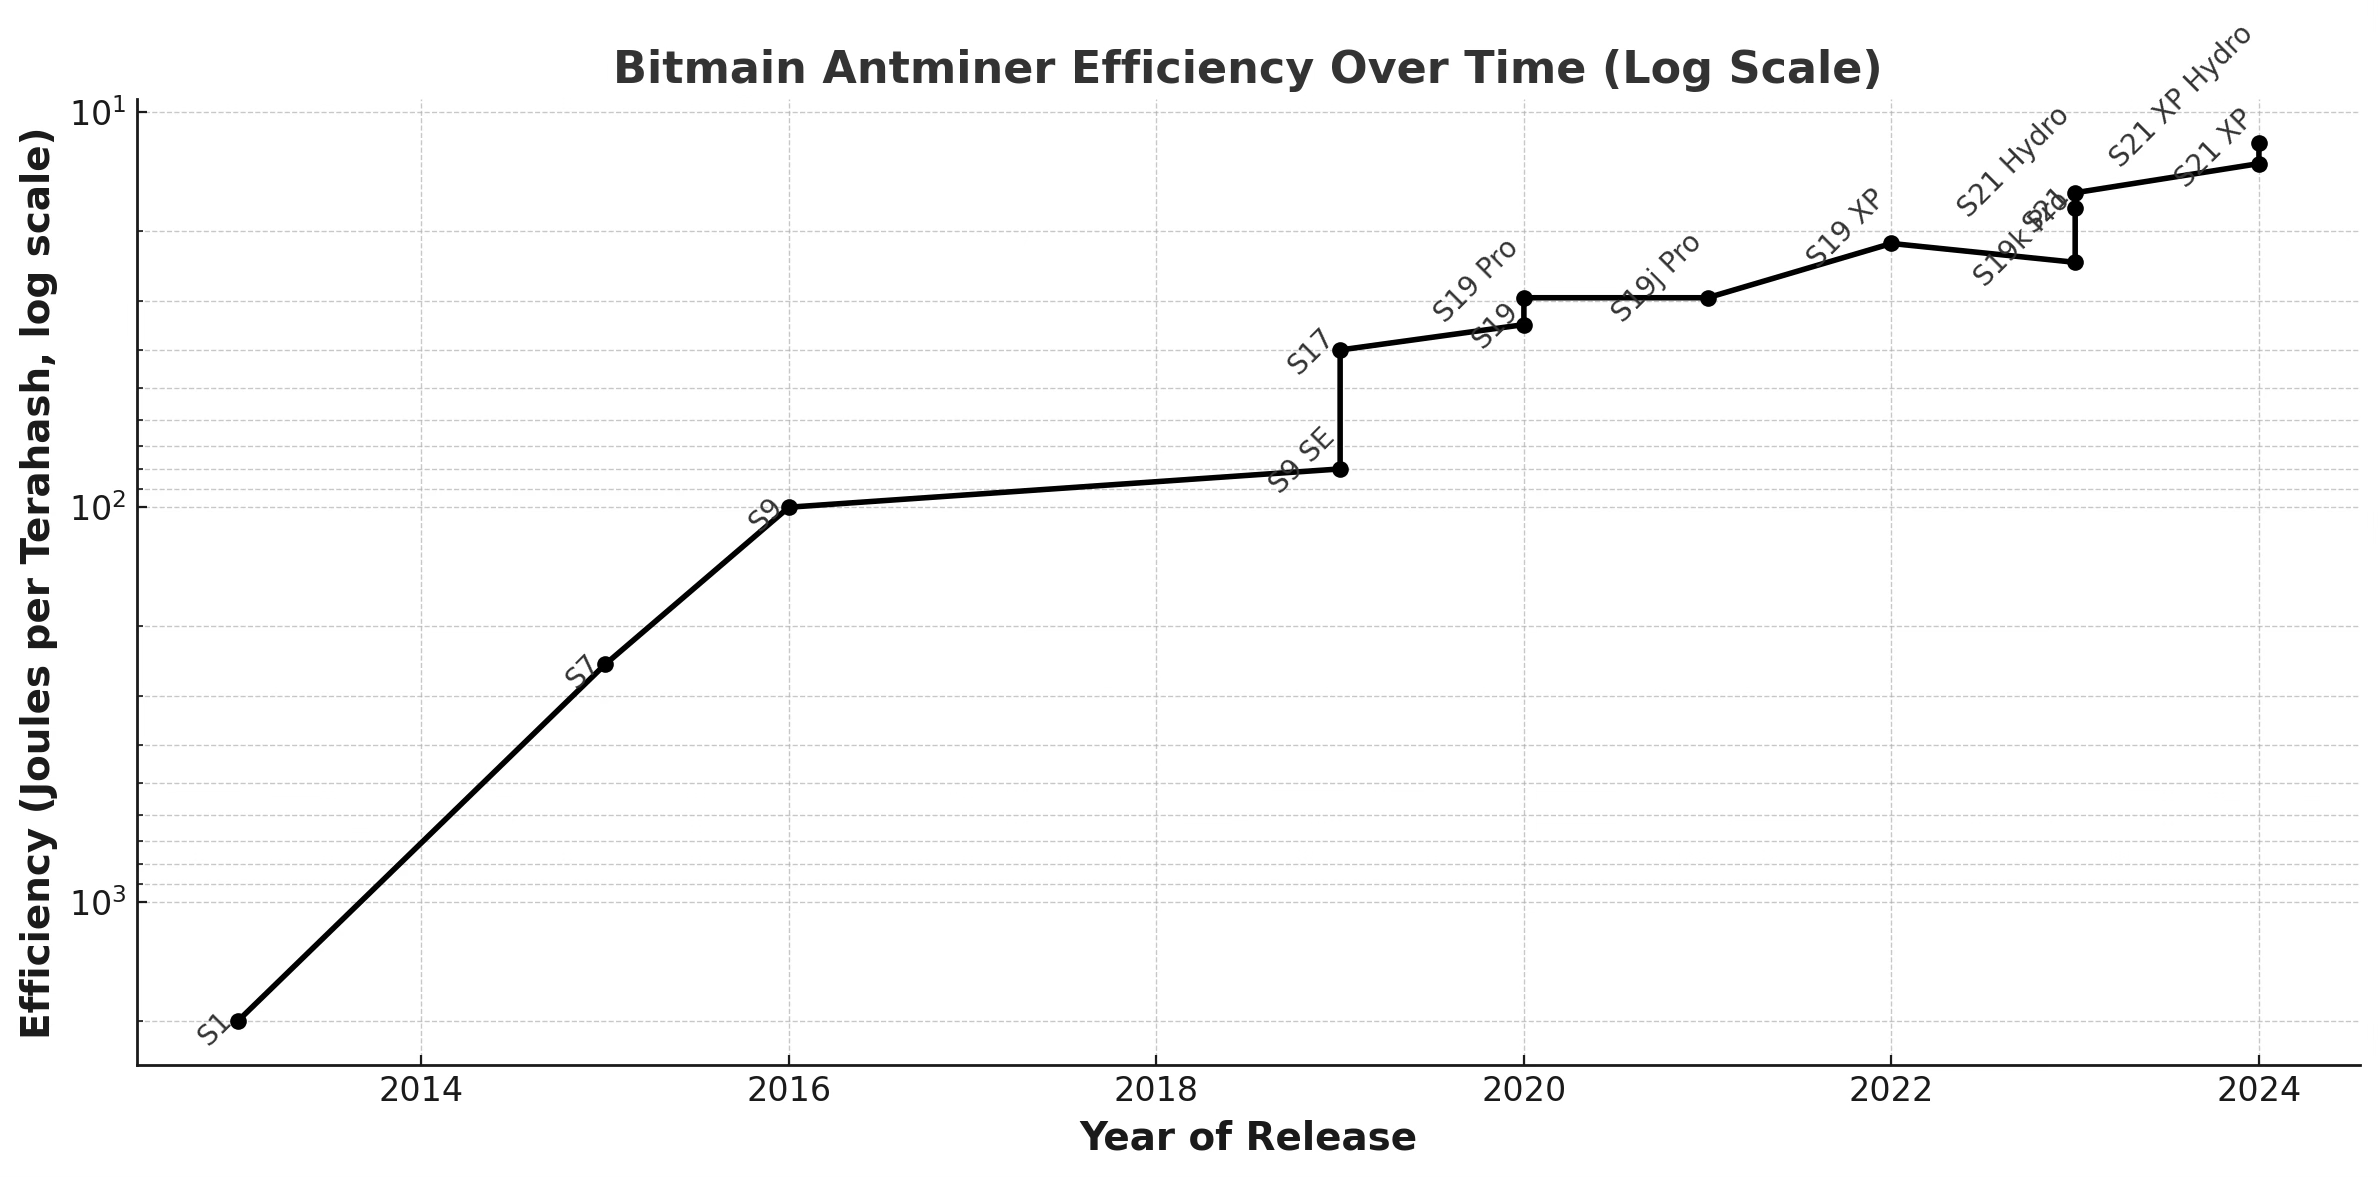 Bitmain Antminer Efficiency Over Time (Log Scale)
Efficiency (Joules per Terahash, log scale)
10¹
10²
10³
S1
S7
S9
S9 SE
S17
S19
S19 Pro
S19j Pro
S19 XP
S19k Pro
S21
S21 Hydro
S21 XP
S21 XP Hydro
2014
2016
2018
2020
2022
2024
Year of Release